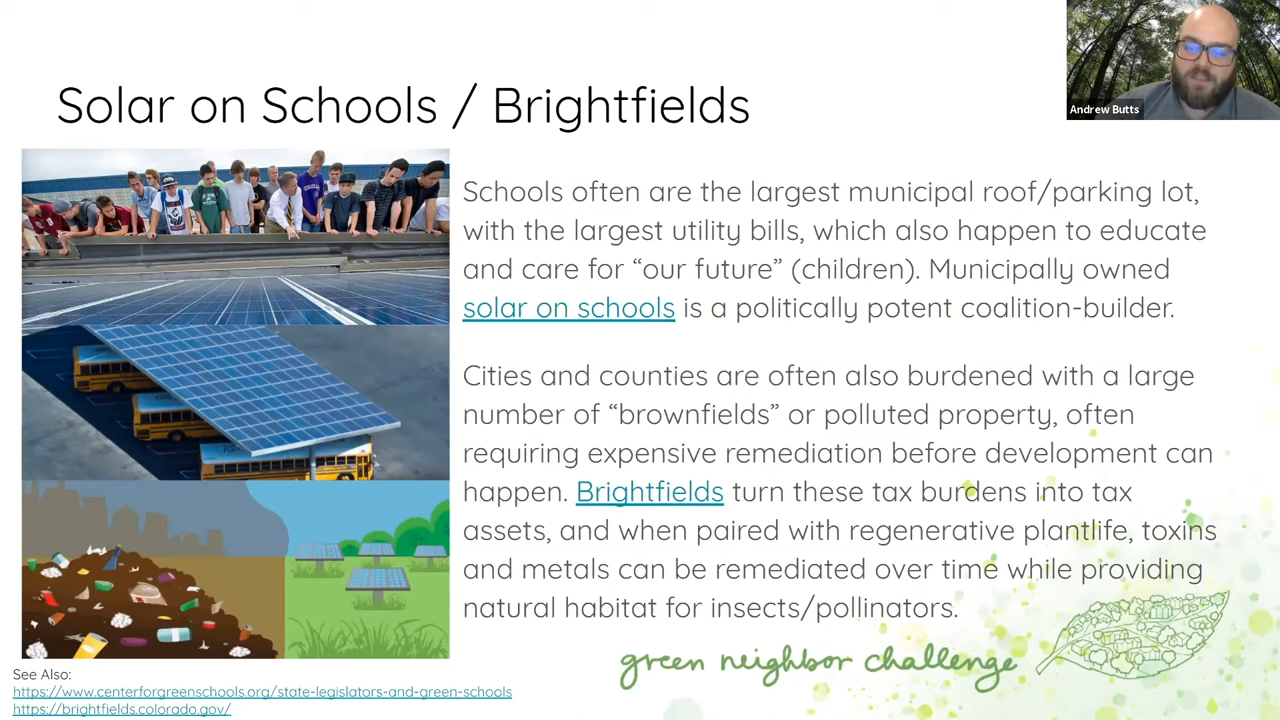 Andrew Butts
Solar on Schools / Brightfields
Schools often are the largest municipal roof/parking lot,
with the largest utility bills, which also happen to educate
and care for “our future” (children). Municipally owned
solar on schools is a politically potent coalition-builder.
Cities and counties are often also burdened with a large
number of “brownfields” or polluted property, often
requiring expensive remediation before development can
happen. Brightfields turn these tax burdens into tax
assets, and when paired with regenerative plantlife, toxins
and metals can be remediated over time while providing
natural habitat for insects/pollinators.
green neighbor challenge
See Also:
https://www.centerforgreenschools.org/state-legislators-and-green-schools
https://brightfields.colorado.gov/